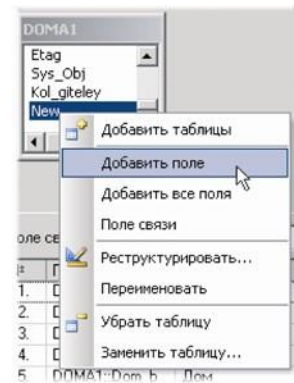 DOMA1
Etag
Sys_Obj
Kol_giteley
New
Добавить таблицы
Добавить поле
Добавить все поля
Поле связи
Реструктурировать...
Переименовать
Убрать таблицу
Заменить таблицу...
оле св
1.
2.
3.
4.
5. DOMA1::Dom_b Дом